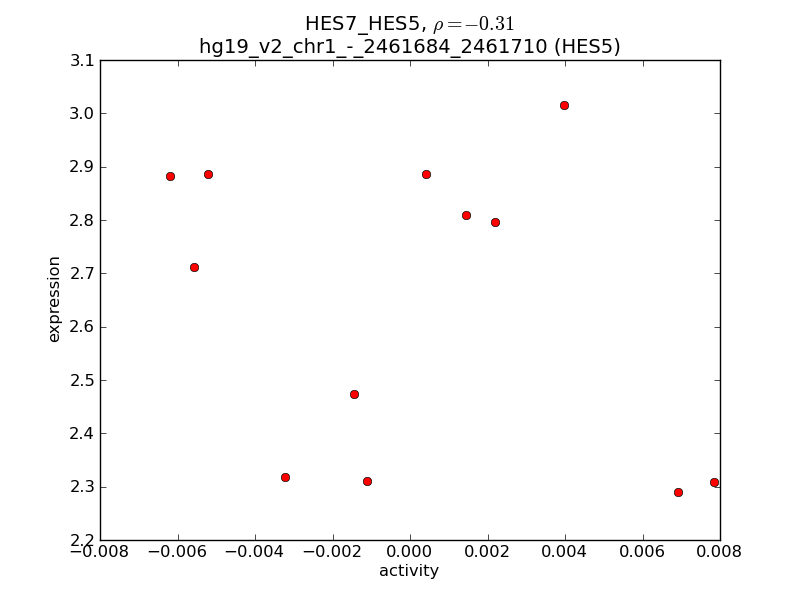 HES7_HES5, ρ=−0.31
hg19_v2_chr1_-_2461684_2461710 (HES5)
3.1
3.0
2.9
2.8
2.7
2.6
2.5
2.4
2.3
2.2
expression
−0.008 −0.006 −0.004 −0.002 0.000 0.002 0.004 0.006 0.008
activity